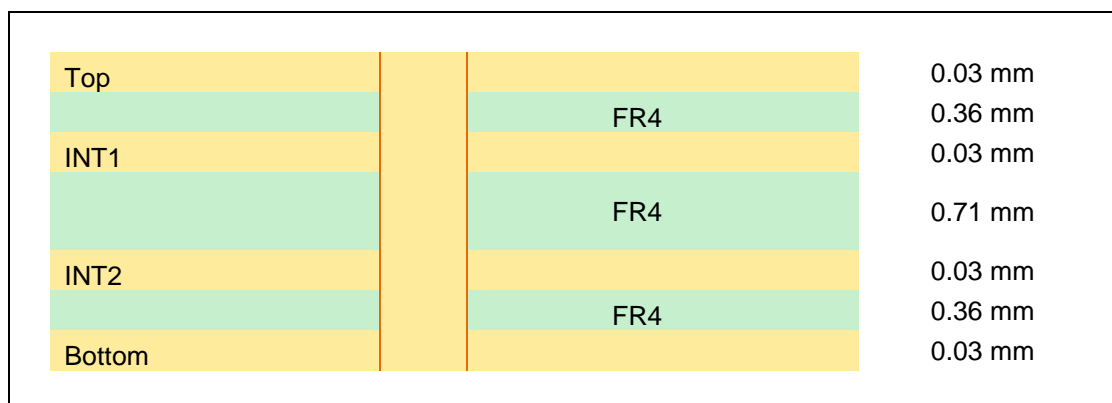 Top 0.03 mm
FR4 0.36 mm
INT1 0.03 mm
FR4 0.71 mm
INT2 0.03 mm
FR4 0.36 mm
Bottom 0.03 mm